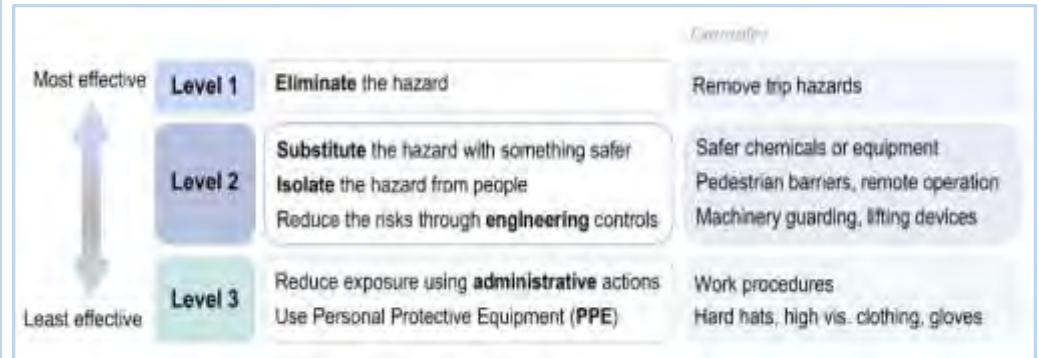 Examples
Most effective
Level 1
Eliminate the hazard
Remove trip hazards
Level 2
Substitute the hazard with something safer
Safer chemicals or equipment
Isolate the hazard from people
Pedestrian barriers, remote operation
Reduce the risks through engineering controls
Machinery guarding, lifting devices
Level 3
Reduce exposure using administrative actions
Work procedures
Least effective
Use Personal Protective Equipment (PPE)
Hard hats, high vis. clothing, gloves